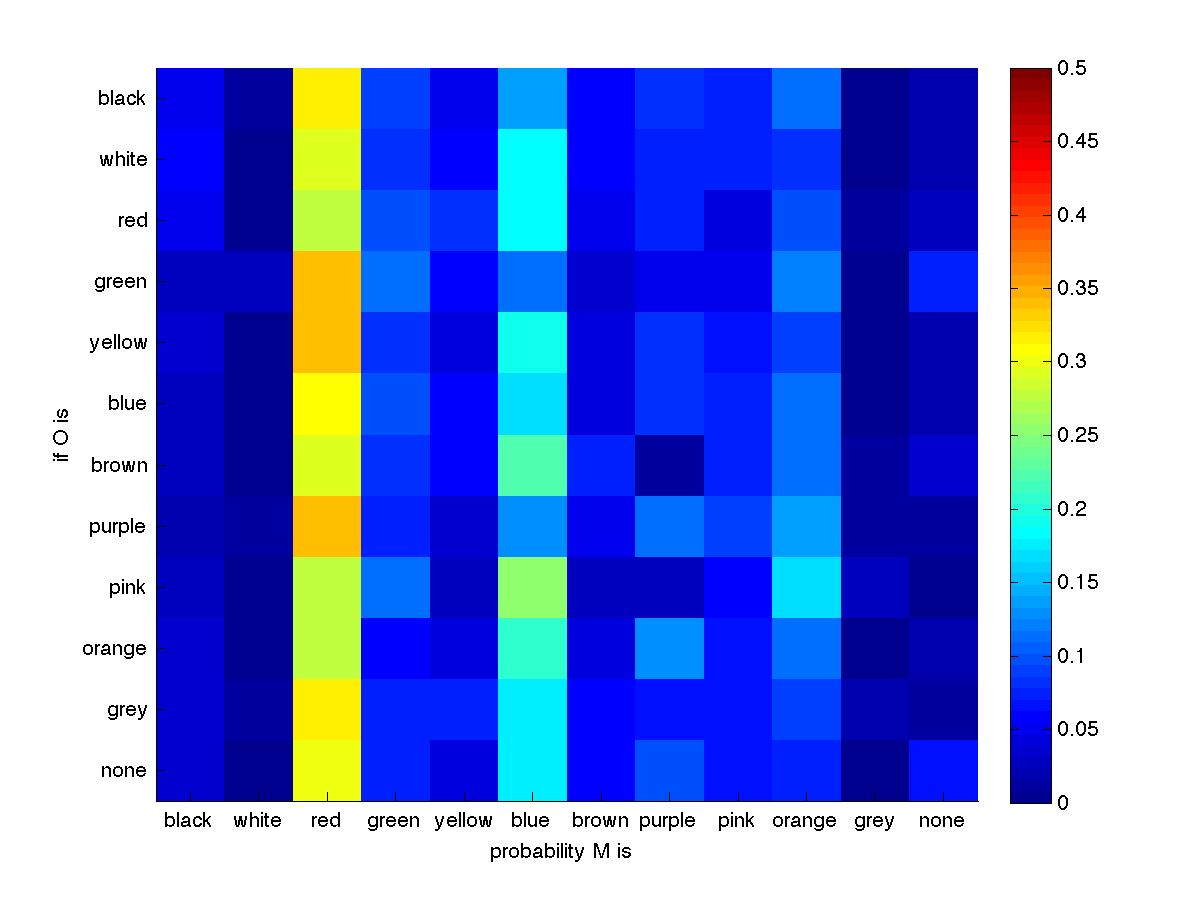 0.5
black
0.45
white
0.4
red
0.35
green
0.3
yellow
0.25
blue
if O is
brown
0.2
purple
0.15
pink
0.1
orange
0.05
grey
none
0
black white red green yellow blue brown purple pink orange grey none
probability M is